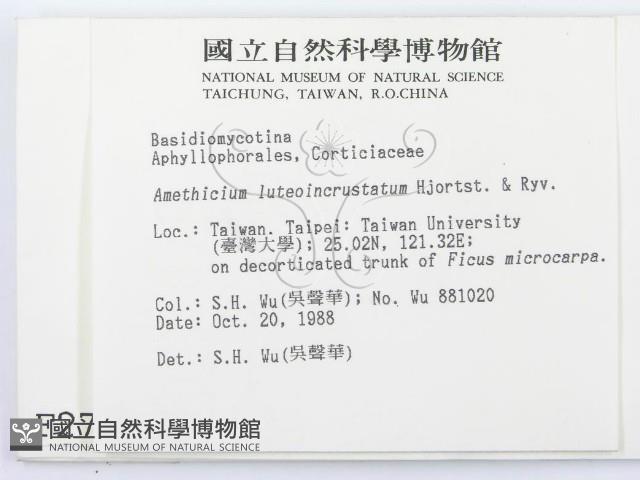 國立自然科學博物館
NATIONAL MUSEUM OF NATURAL SCIENCE
TAICHUNG, TAIWAN, R.O.CHINA
Basidiomycotina
Aphyllophorales, Corticiaceae
Amethicium luteoincrustatum Hjortst. & Ryv.
Loc.: Taiwan. Taipei: Taiwan University
(臺灣大學); 25.02N, 121.32E;
on decorticated trunk of Ficus microcarpa.
Col.: S.H. Wu(吳聲華); No. Wu 881020
Date: Oct. 20, 1988
Det.: S.H. Wu(吳聲華)
國立自然科學博物館
NATIONAL MUSEUM OF NATURAL SCIENCE